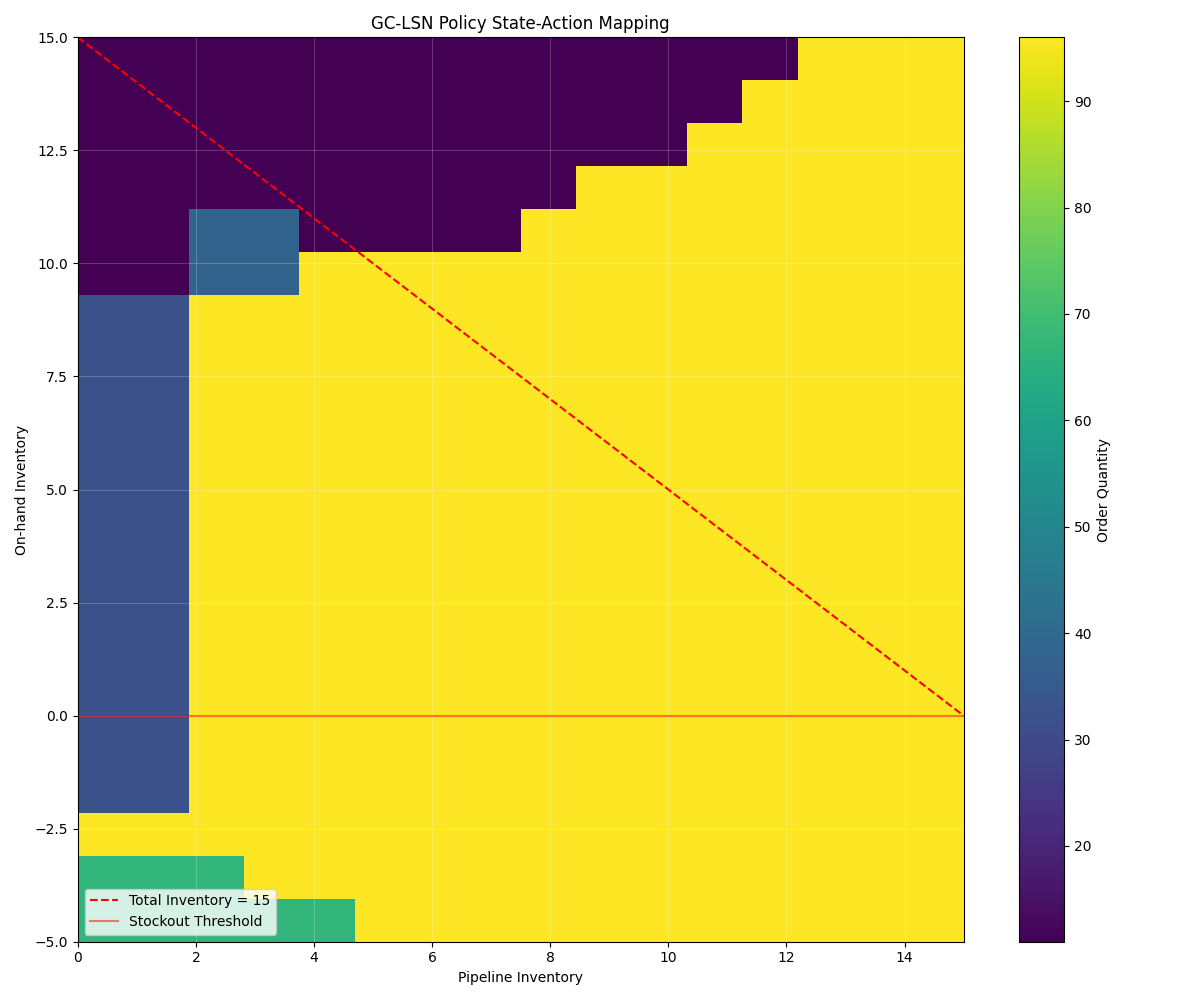 GC-LSN Policy State-Action Mapping
15.0
12.5
10.0
7.5
5.0
2.5
0.0
−2.5
−5.0
On-hand Inventory
0 2 4 6 8 10 12 14
Pipeline Inventory
Total Inventory = 15
Stockout Threshold
90
80
70
60
50
40
30
20
Order Quantity